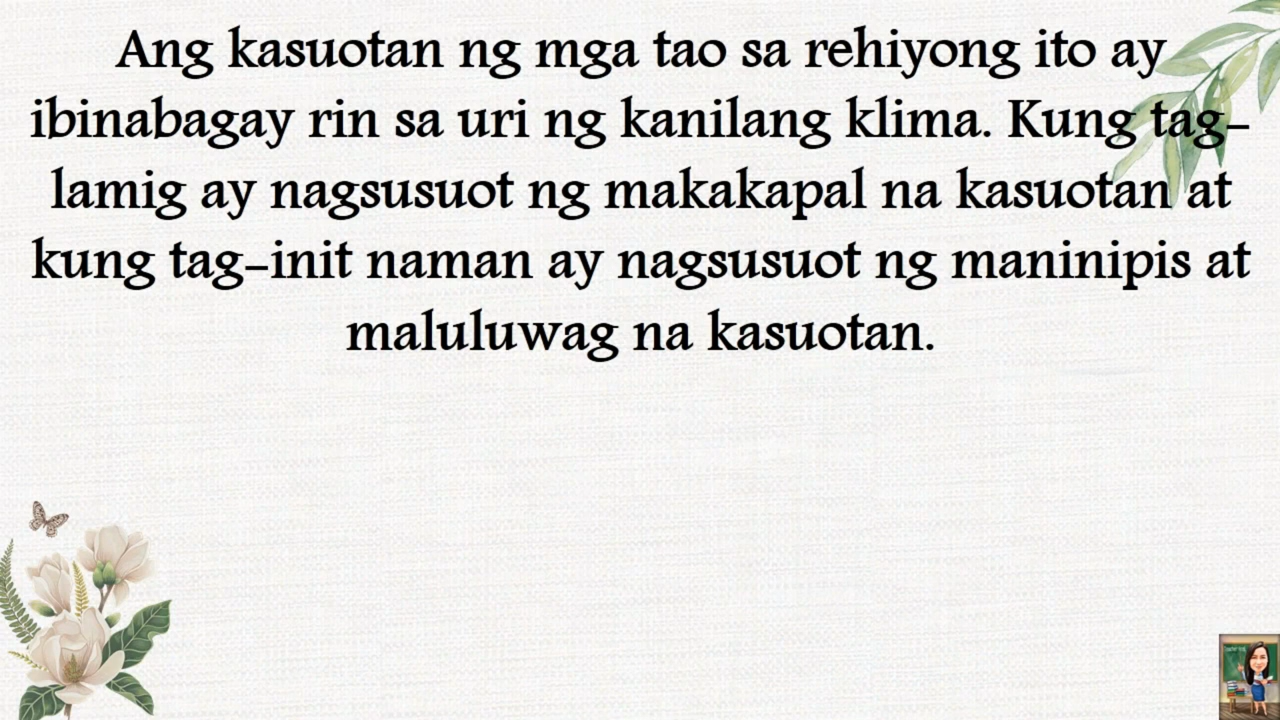 Ang kasuotan ng mga tao sa rehiyong ito ay
ibinabagay rin sa uri ng kanilang klima. Kung tag-
lamig ay nagsusuot ng makakapal na kasuotan at
kung tag-init naman ay nagsusuot ng maninipis at
maluluwag na kasuotan.